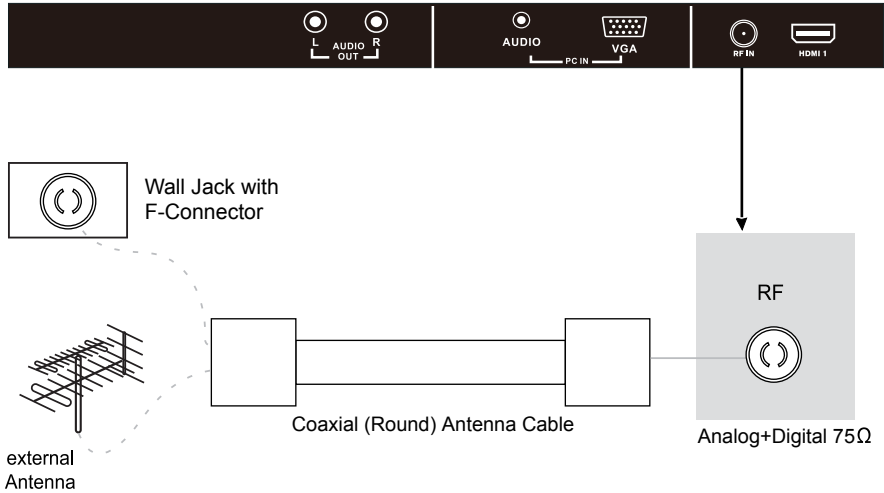 L AUDIO R
OUT
AUDIO
VGA
PC IN
RF IN
HDMI 1
Wall Jack with
F-Connector
RF
Coaxial (Round) Antenna Cable
Analog+Digital 75Ω
external
Antenna